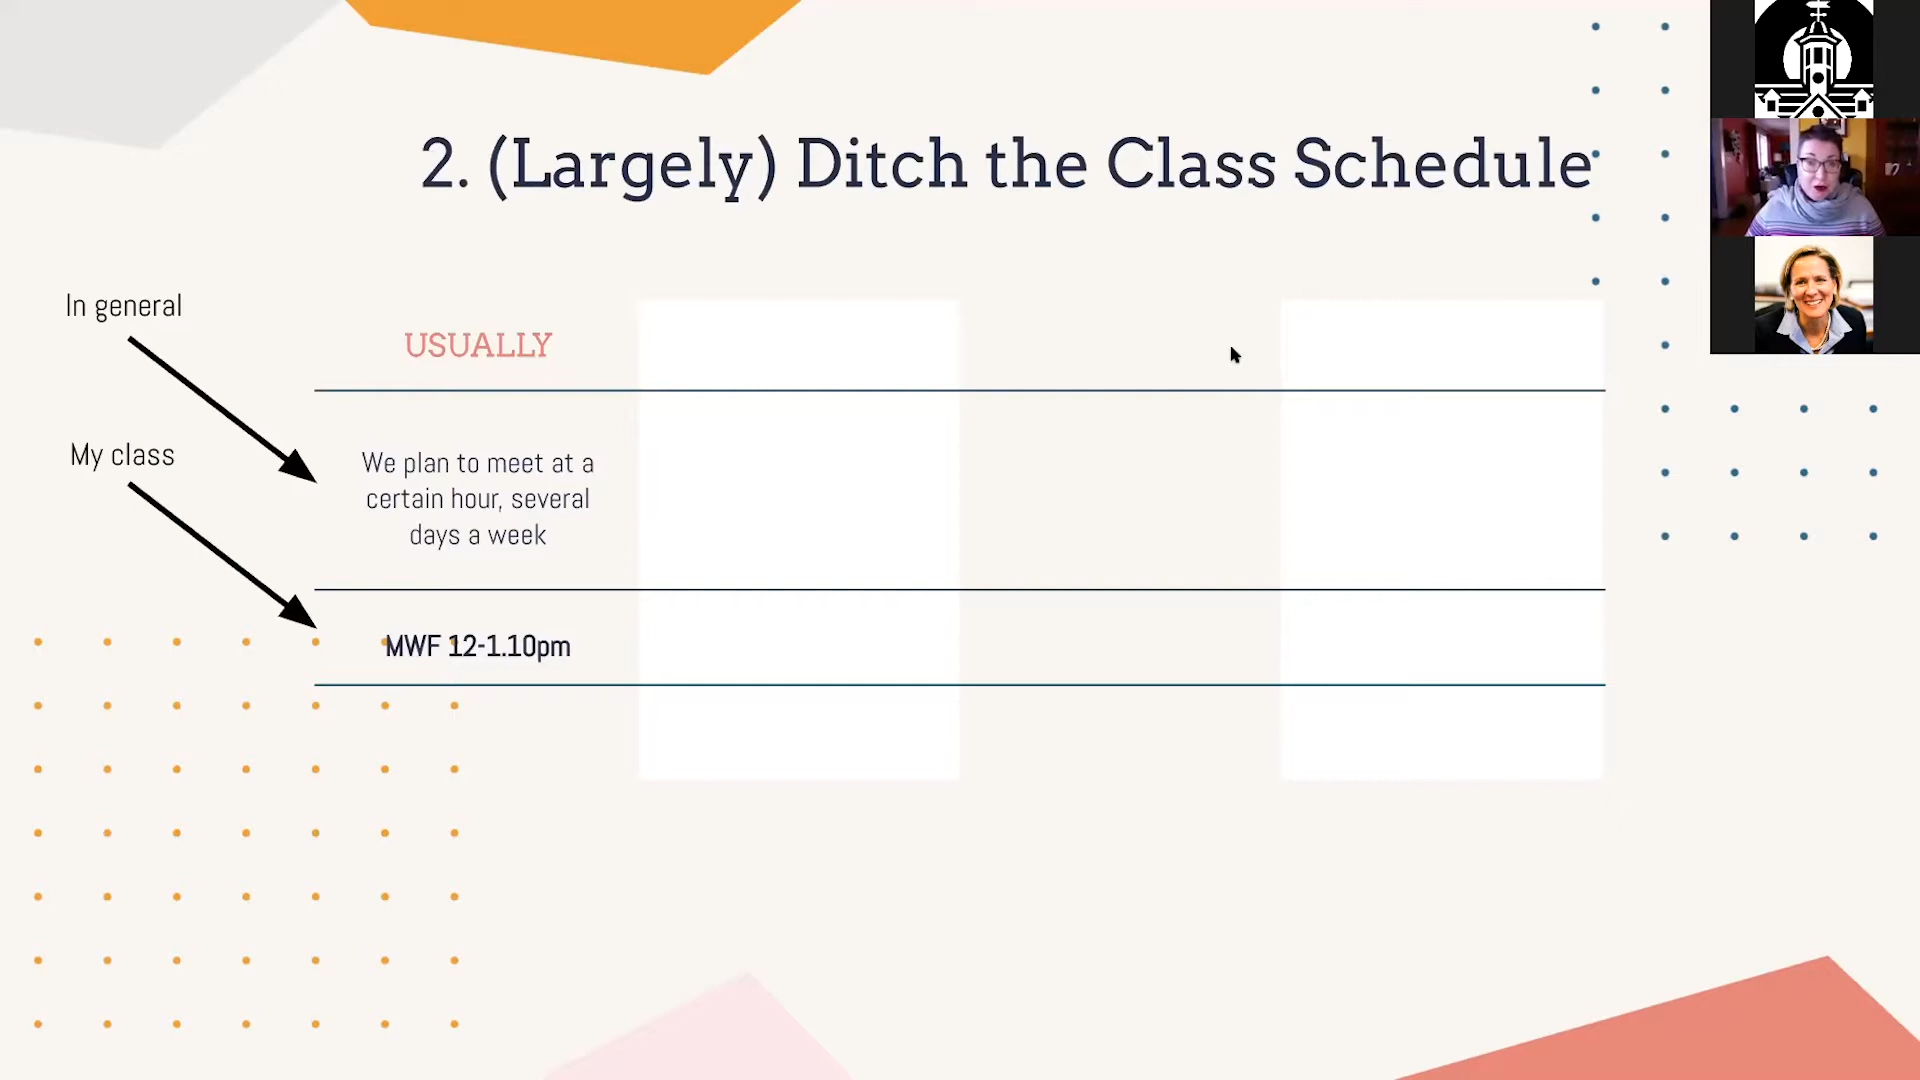 2. (Largely) Ditch the Class Schedule
In general
USUALLY
My class
We plan to meet at a
certain hour, several
days a week
MWF 12-1.10pm